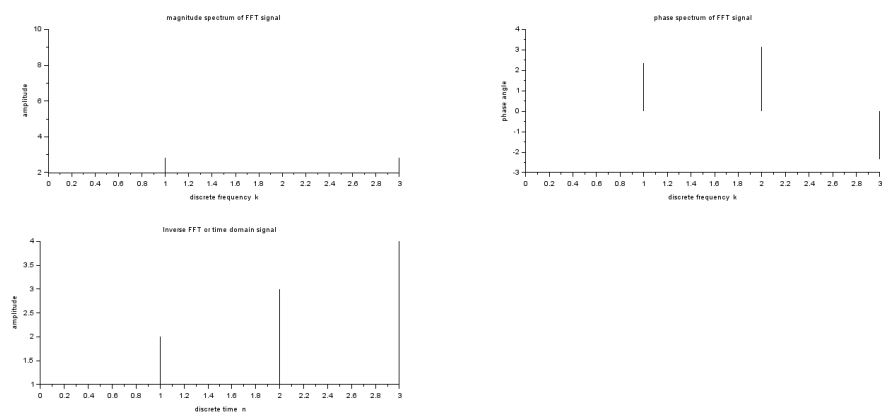 magnitude spectrum of FFT signal
10
8
6
4
2
amplitude
0 0.2 0.4 0.6 0.8 1 1.2 1.4 1.6 1.8 2 2.2 2.4 2.6 2.8 3
discrete frequency k
phase spectrum of FFT signal
4
3
2
1
0
-1
-2
-3
phase angle
0 0.2 0.4 0.6 0.8 1 1.2 1.4 1.6 1.8 2 2.2 2.4 2.6 2.8 3
discrete frequency k
Inverse FFT or time domain signal
4
3.5
3
2.5
2
1.5
1
amplitude
0 0.2 0.4 0.6 0.8 1 1.2 1.4 1.6 1.8 2 2.2 2.4 2.6 2.8 3
discrete time n